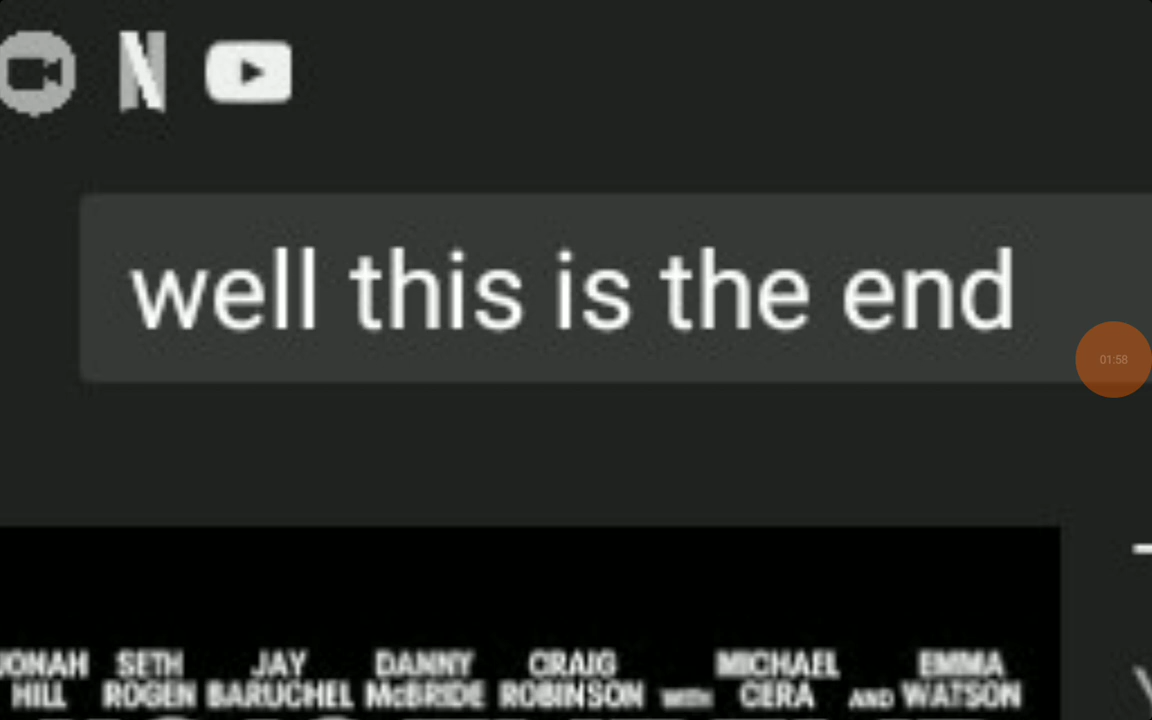 N
well this is the end
01:58
JONAH SETH JAY DANNY CRAIG MICHAEL EMMA
HILL ROGEN BARUCHEL McBRIDE ROBINSON WITH CERA AND WATSON